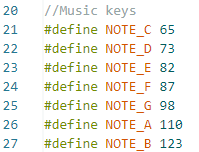 20 //Music keys
21 #define NOTE_C 65
22 #define NOTE_D 73
23 #define NOTE_E 82
24 #define NOTE_F 87
25 #define NOTE_G 98
26 #define NOTE_A 110
27 #define NOTE_B 123